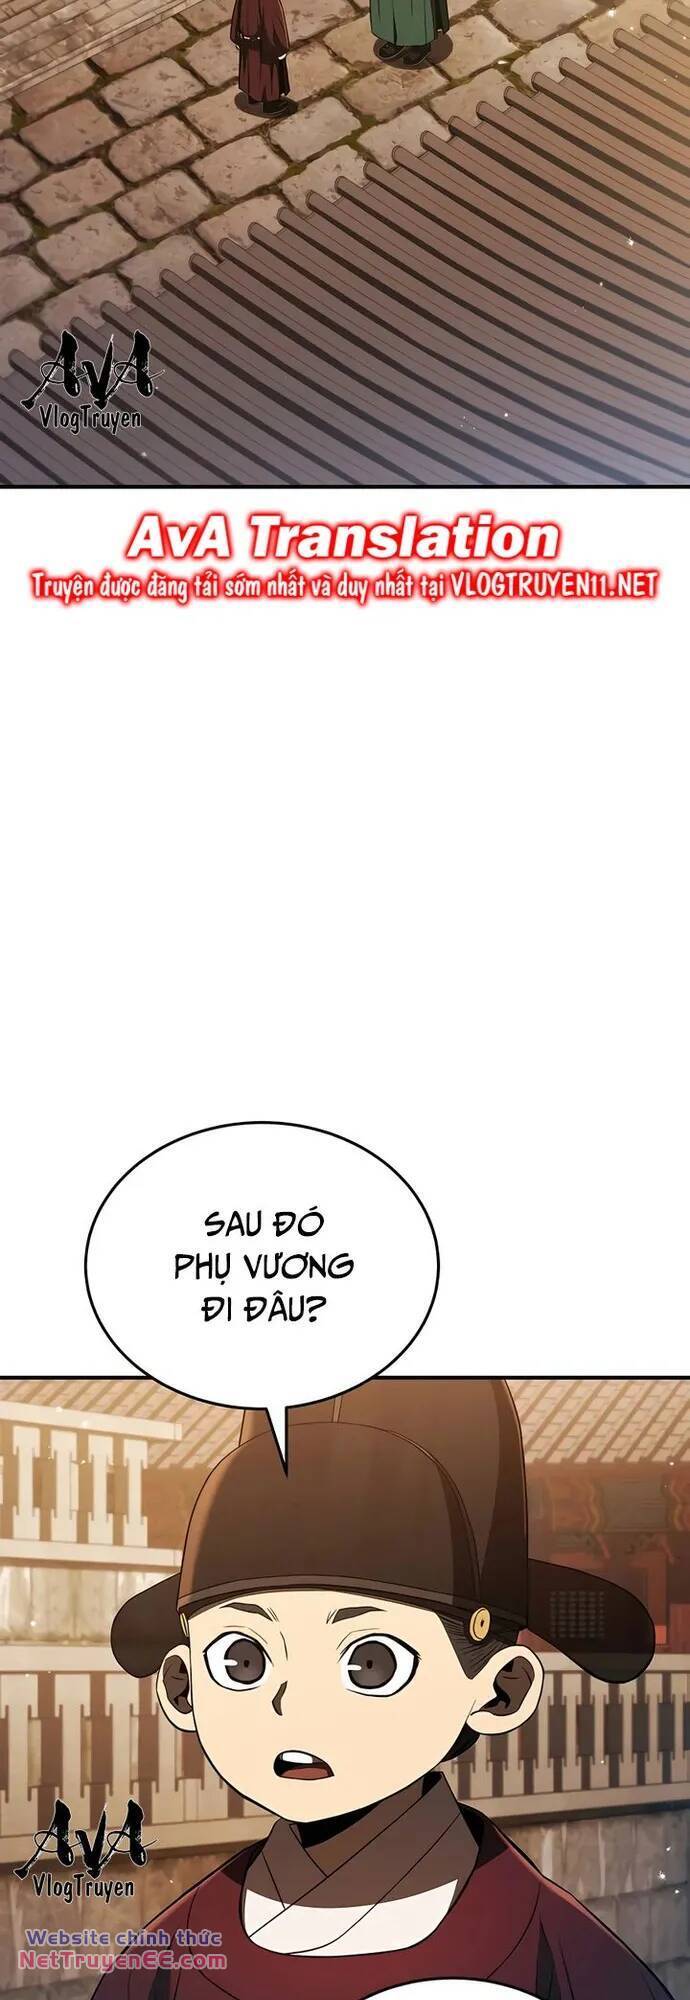 AvA
VlogTruyen
AvA Translation
Truyện được đăng tải sớm nhất và duy nhất tại VLOGTRUYEN11.NET
SAU ĐÓ
PHỤ VƯƠNG
ĐI ĐÂU?
AvA
VlogTruyen
Website chính thức
NetTruyenEE.com